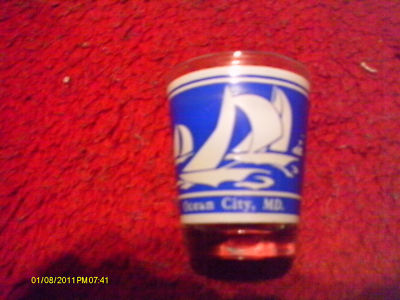 Ocean City, MD.
01/08/2011 PM 07:41